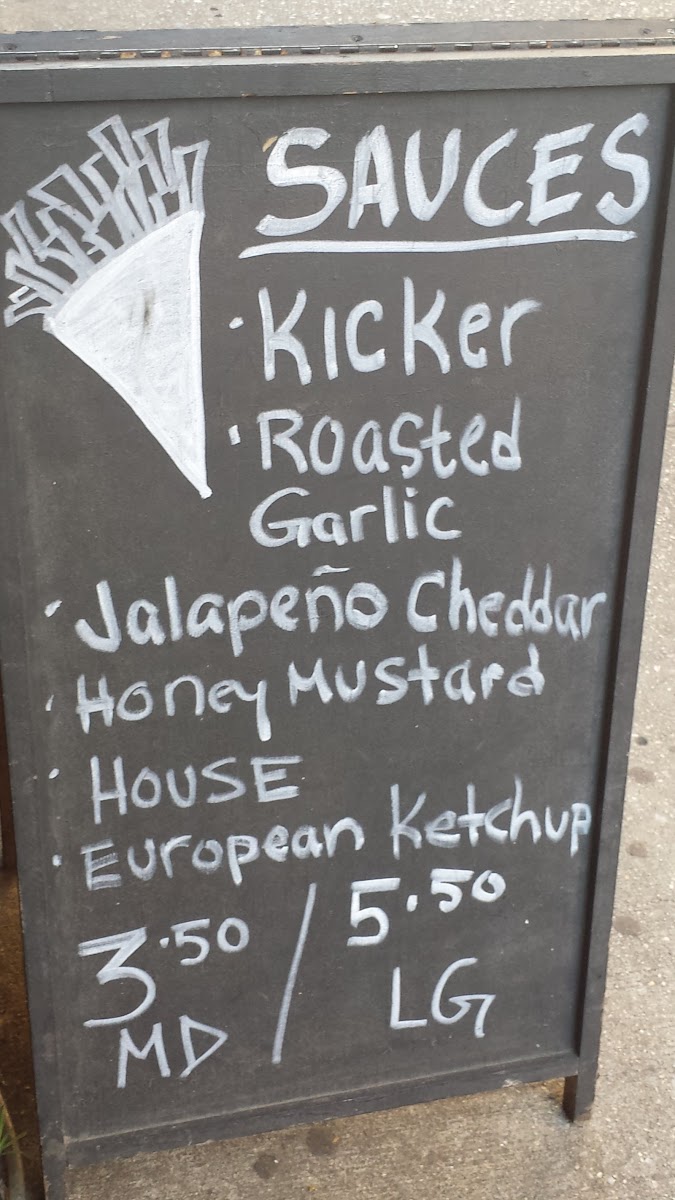 SAUCES
· Kicker
· Roasted
Garlic
· Jalapeño Cheddar
· Honey Mustard
· HOUSE
· European Ketchup
3.50 / 5.50
MD LG